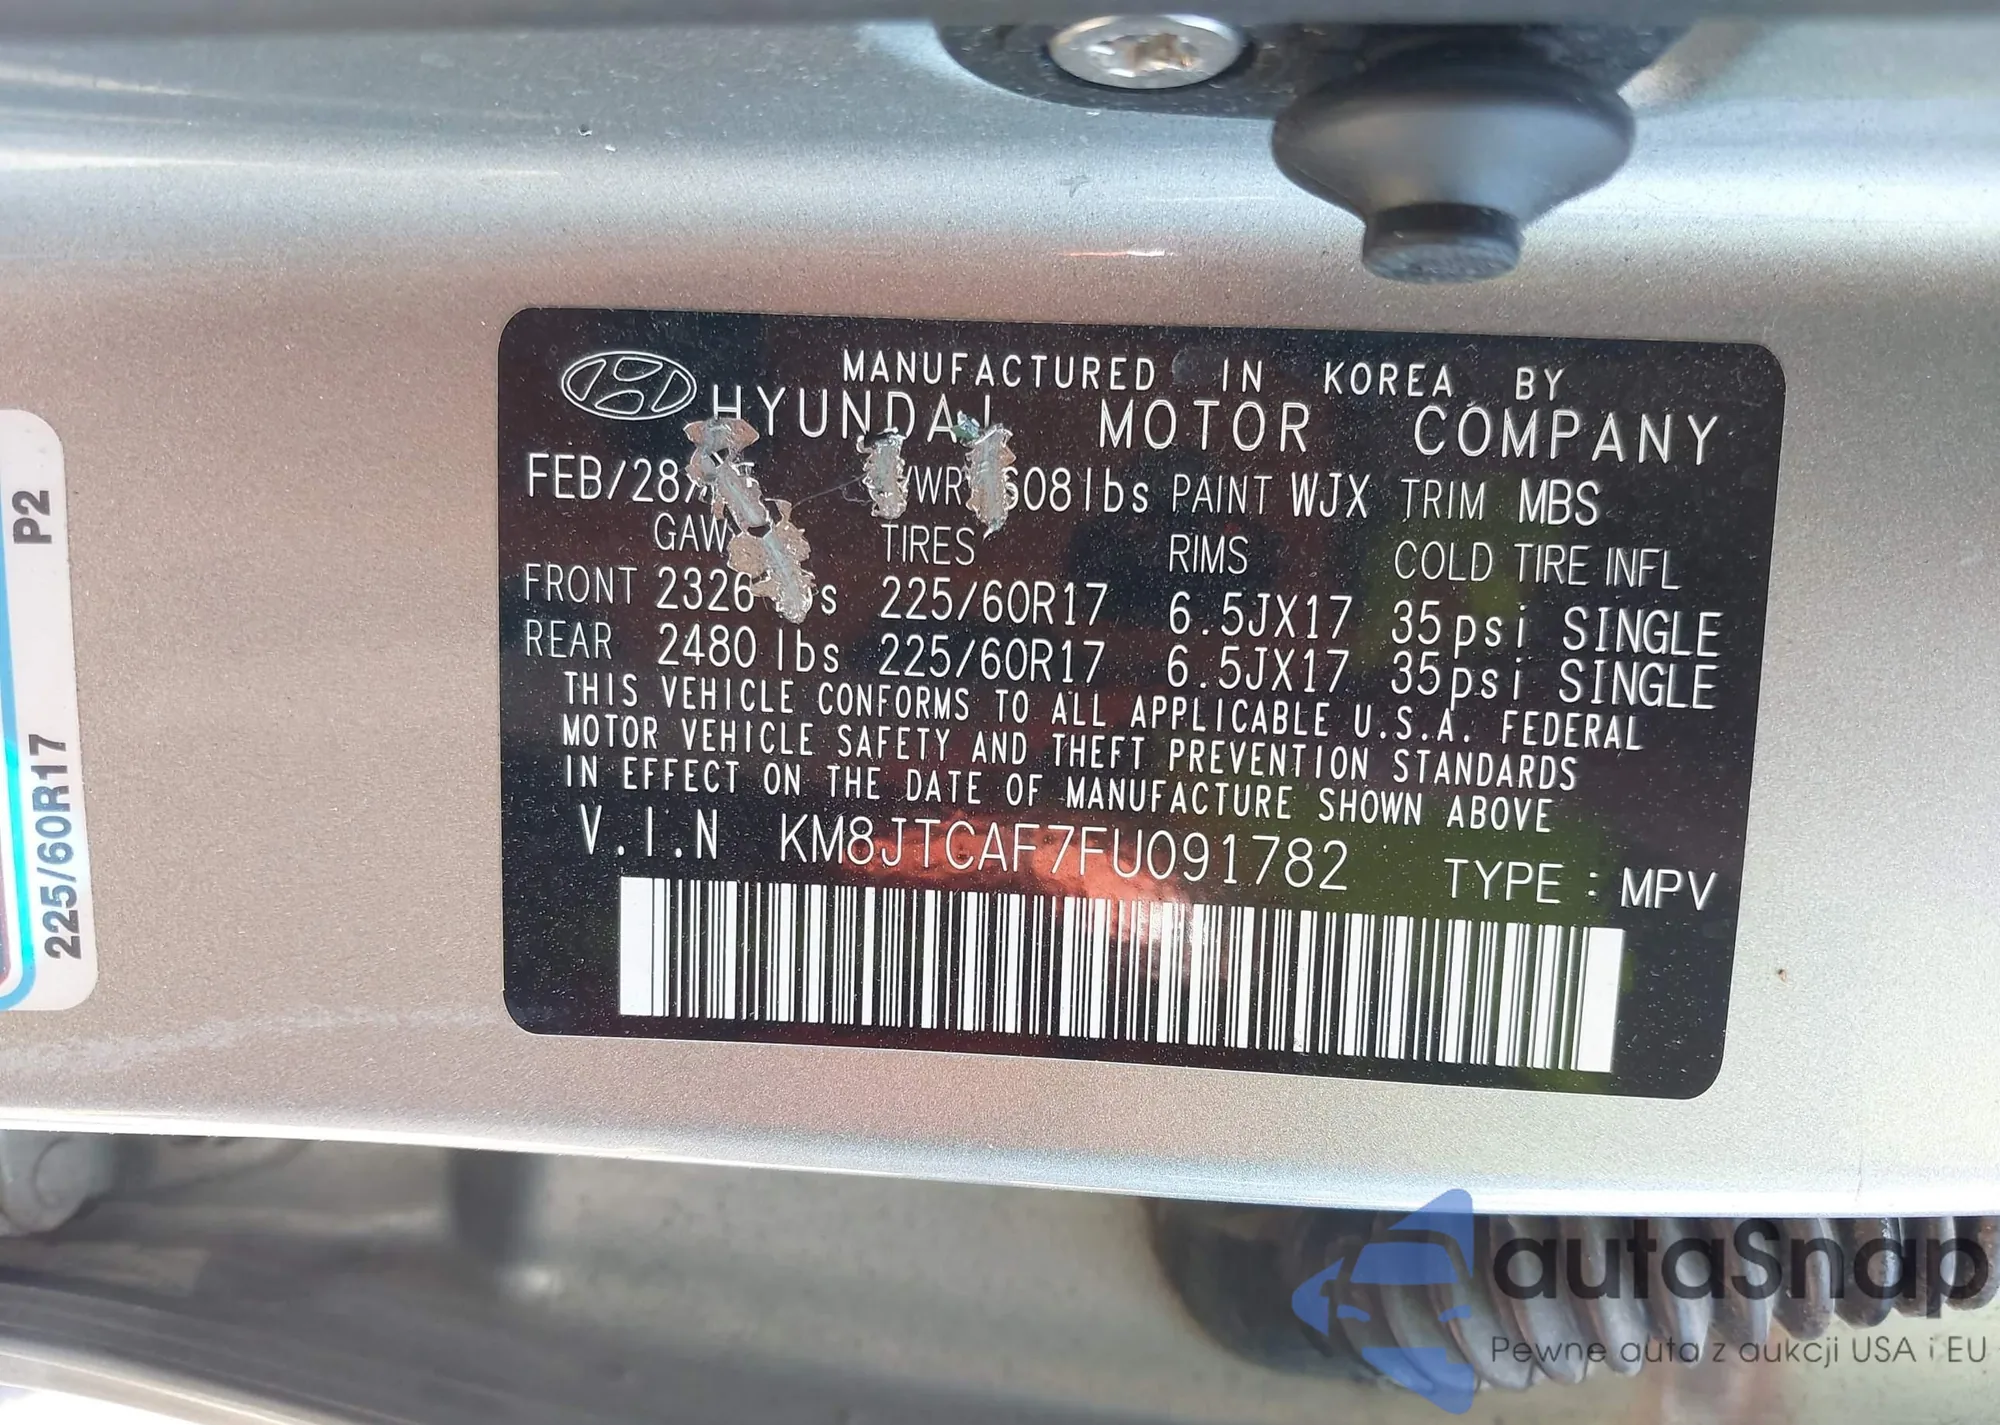 MANUFACTURED IN KOREA BY
HYUNDAI MOTOR COMPANY
FEB/28 608lbs PAINT WJX TRIM MBS
TIRES RIMS COLD TIRE INFL
FRONT 2326 225/60R17 6.5JX17 35psi SINGLE
REAR 2480lbs 225/60R17 6.5JX17 35psi SINGLE
THIS VEHICLE CONFORMS TO ALL APPLICABLE U.S.A. FEDERAL
MOTOR VEHICLE SAFETY AND THEFT PREVENTION STANDARDS
IN EFFECT ON THE DATE OF MANUFACTURE SHOWN ABOVE
V.I.N KM8JTCAF7FU091782 TYPE : MPV
P2
225/60R17
autaSnap
Pewne auta z aukcji USA i EU